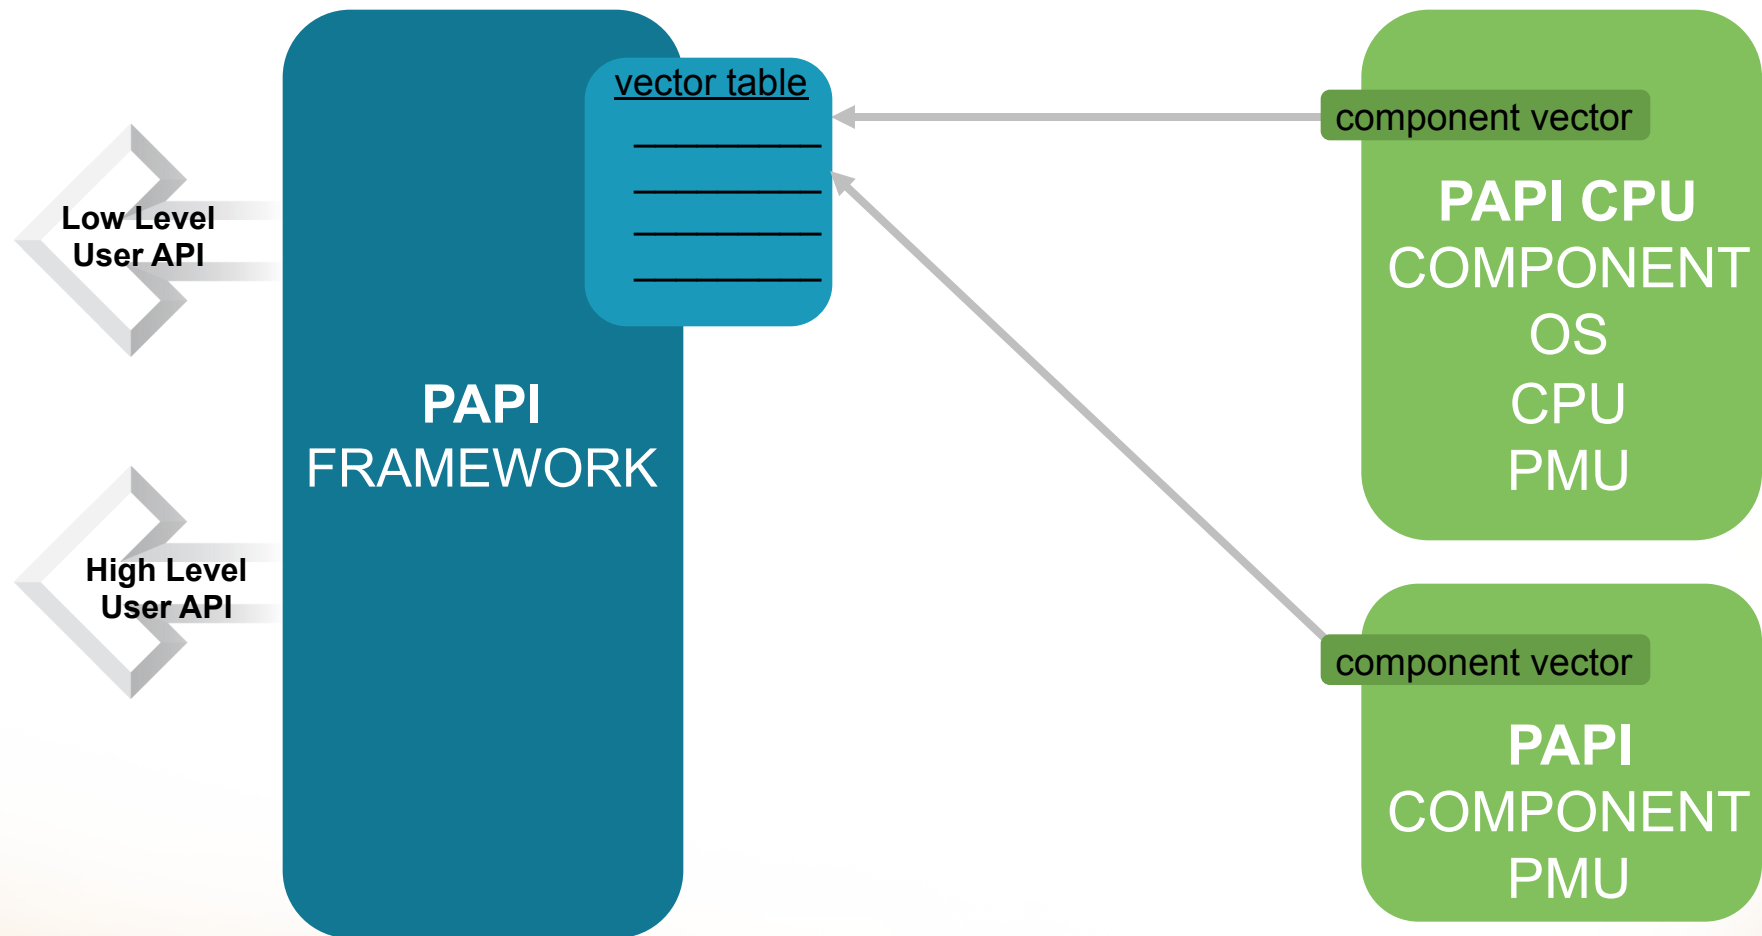 Low Level
User API
High Level
User API
vector table
PAPI
FRAMEWORK
component vector
PAPI CPU
COMPONENT
OS
CPU
PMU
component vector
PAPI
COMPONENT
PMU